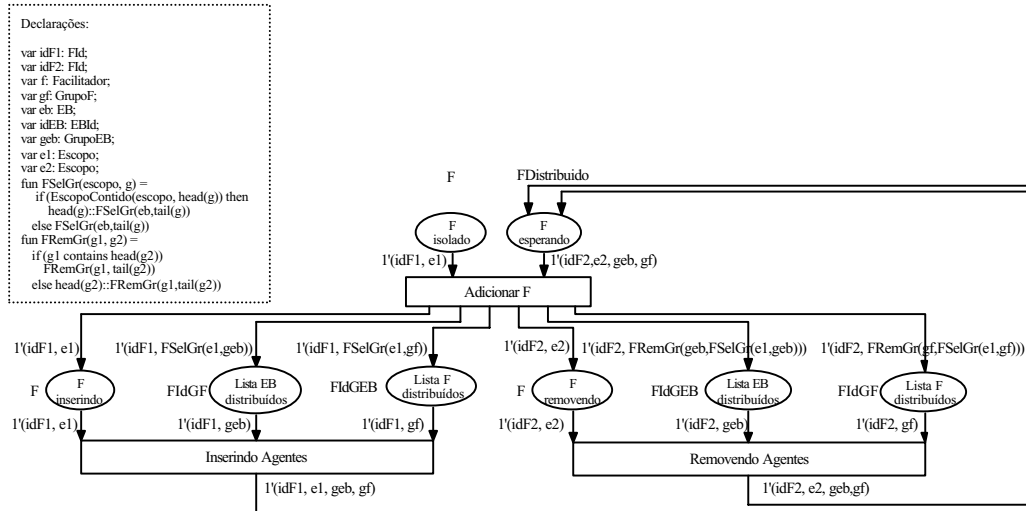 Declarações:
var idF1: FId;
var idF2: FId;
var f: Facilitador;
var gf: GrupoF;
var eb: EB;
var idEB: EBId;
var geb: GrupoEB;
var e1: Escopo;
var e2: Escopo;
fun FSelGr(escopo, g) =
if (EscopoContido(escopo, head(g)) then
head(g)::FSelGr(eb,tail(g))
else FSelGr(eb,tail(g))
fun FRemGr(g1, g2) =
if (g1 contains head(g2))
FRemGr(g1, tail(g2))
else head(g2)::FRemGr(g1,tail(g2))
F
FDistribuido
F
isolado
F
esperando
1'(idF1, e1)
1'(idF2,e2, geb, gf)
Adicionar F
1'(idF1, e1)
1'(idF1, FSelGr(e1,geb))
1'(idF1, FSelGr(e1,gf))
1'(idF2, e2)
1'(idF2, FRemGr(geb,FSelGr(e1,geb)))
1'(idF2, FRemGr(gf,FSelGr(e1,gf)))
F
F
inserindo
FIdGF
Lista EB
distribuídos
FIdGEB
Lista F
distribuídos
F
F
removendo
FIdGEB
Lista EB
distribuídos
FIdGF
Lista F
distribuídos
1'(idF1, e1)
1'(idF1, geb)
1'(idF1, gf)
1'(idF2, e2)
1'(idF2, geb)
1'(idF2, gf)
Inserindo Agentes
Removendo Agentes
1'(idF1, e1, geb, gf)
1'(idF2, e2, geb,gf)